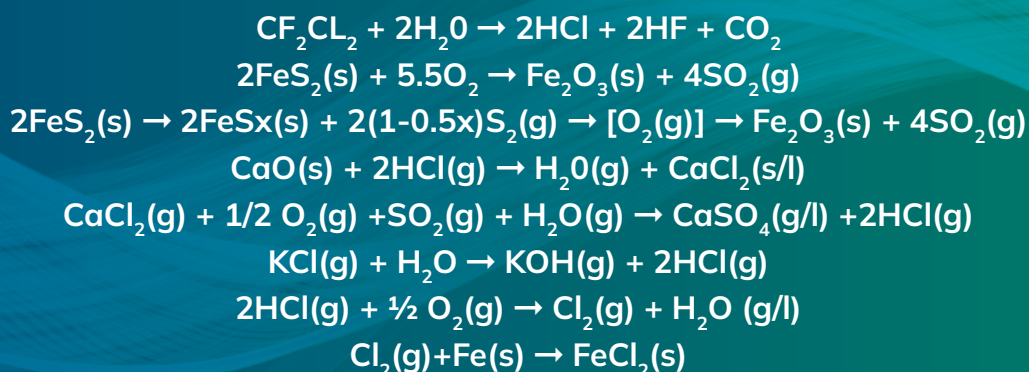 CF₂CL₂ + 2H₂0 → 2HCl + 2HF + CO₂
2FeS₂(s) + 5.5O₂ → Fe₂O₃(s) + 4SO₂(g)
2FeS₂(s) → 2FeSx(s) + 2(1-0.5x)S₂(g) → [O₂(g)] → Fe₂O₃(s) + 4SO₂(g)
CaO(s) + 2HCl(g) → H₂0(g) + CaCl₂(s/l)
CaCl₂(g) + 1/2 O₂(g) +SO₂(g) + H₂O(g) → CaSO₄(g/l) +2HCl(g)
KCl(g) + H₂O → KOH(g) + 2HCl(g)
2HCl(g) + ½ O₂(g) → Cl₂(g) + H₂O (g/l)
Cl₂(g)+Fe(s) → FeCl₂(s)